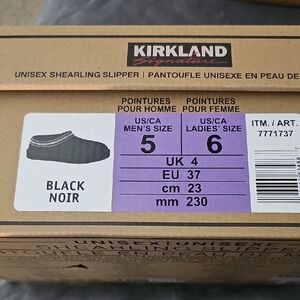 KIRKLAND
Signature
UNISEX SHEARLING SLIPPER | PANTOUFLE UNISEXE EN PEAU DE
POINTURES POUR HOMME
POINTURES POUR FEMME
ITM. / ART.
7771737
US/CA
MEN'S SIZE
5
US/CA
LADIES' SIZE
6
UK 4
EU 37
cm 23
mm 230
BLACK
NOIR
UNISEX/UNISEXE